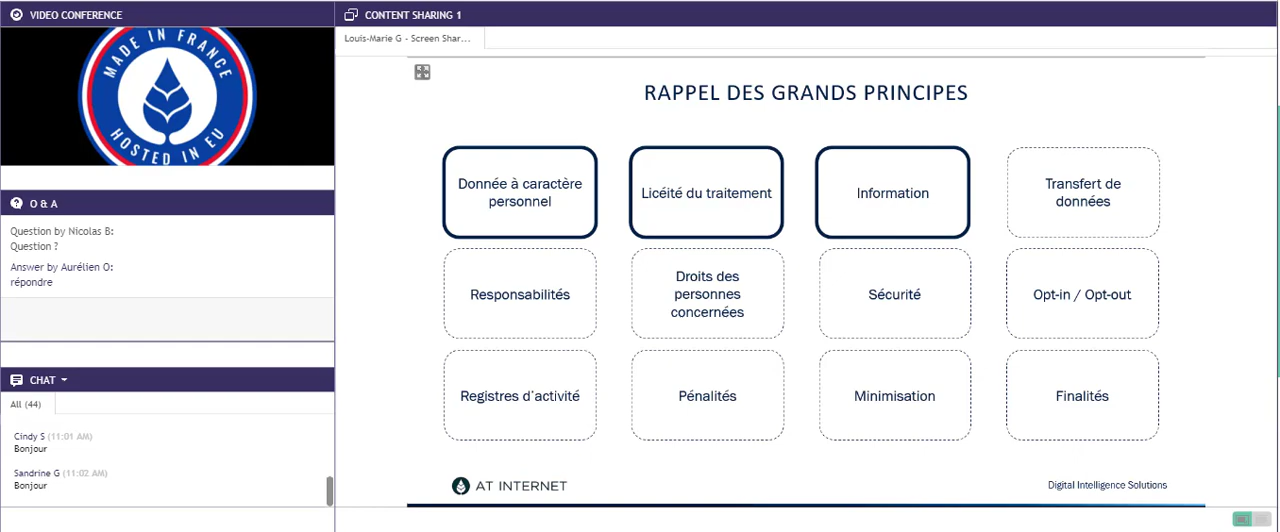 VIDEO CONFERENCE
MADE IN FRANCE
HOSTED IN EU
Q & A
Question by Nicolas B:
Question ?
Answer by Aurélien O:
répondre
CHAT
All (44)
Cindy S (11:01 AM)
Bonjour
Sandrine G (11:02 AM)
Bonjour
CONTENT SHARING 1
Louis-Marie G - Screen Shar...
RAPPEL DES GRANDS PRINCIPES
Donnée à caractère
personnel
Licéité du traitement
Information
Transfert de
données
Responsabilités
Droits des
personnes
concernées
Sécurité
Opt-in / Opt-out
Registres d'activité
Pénalités
Minimisation
Finalités
AT INTERNET
Digital Intelligence Solutions